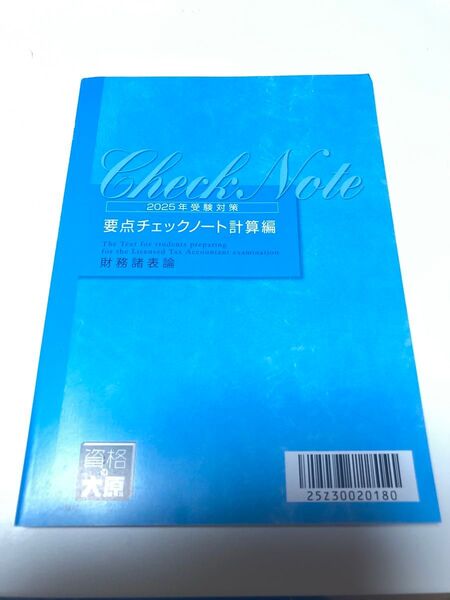 Check Note
2025年受験対策
要点チェックノート計算編
The Text for students preparing
for the Licensed Tax Accountant examination
財務諸表論
資格の
大原
25Z30020180